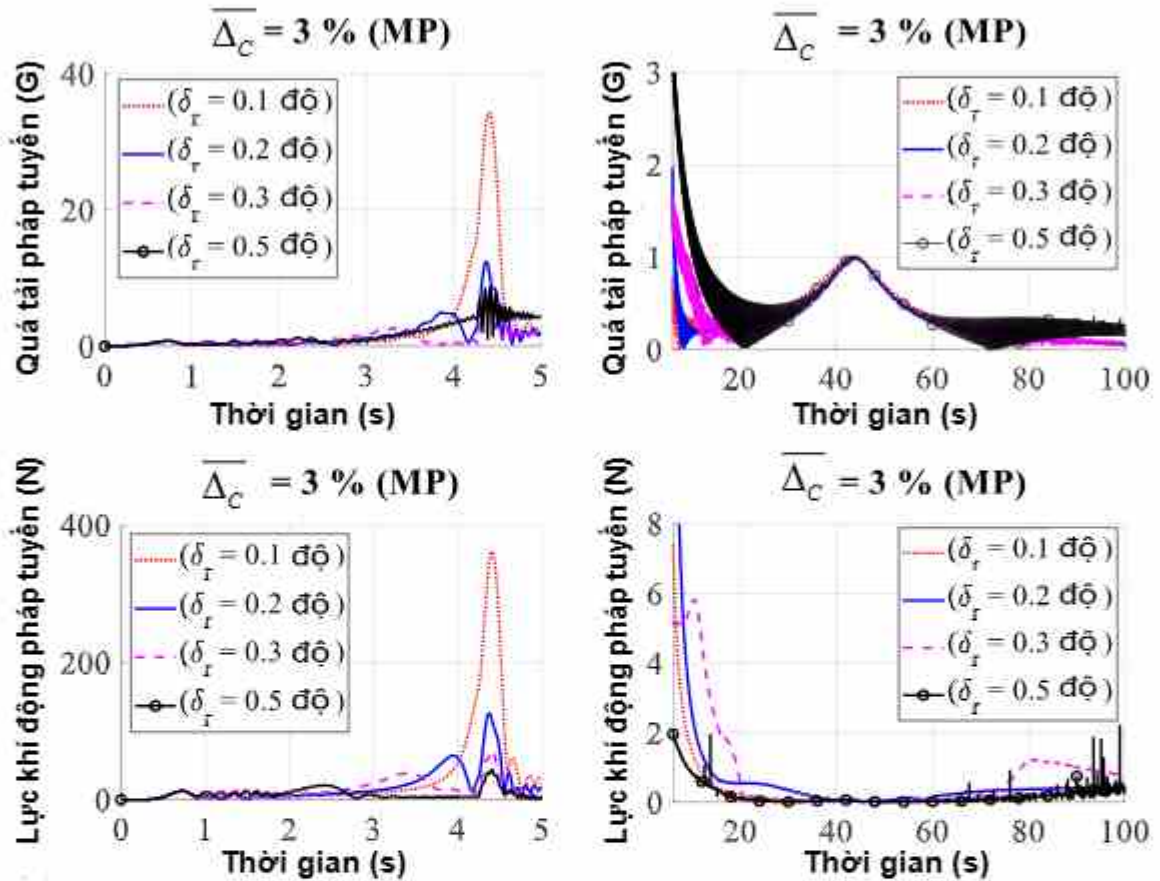 Δ_C = 3 % (MP)
Quá tải pháp tuyến (G)
40
20
0
(δ_r = 0.1 độ)
(δ_r = 0.2 độ)
(δ_r = 0.3 độ)
(δ_r = 0.5 độ)
0 1 2 3 4 5
Thời gian (s)
Δ_C = 3 % (MP)
Quá tải pháp tuyến (G)
3
2
1
0
(δ_r = 0.1 độ)
(δ_r = 0.2 độ)
(δ_r = 0.3 độ)
(δ_r = 0.5 độ)
20 40 60 80 100
Thời gian (s)
Δ_C = 3 % (MP)
Lực khí động pháp tuyến (N)
400
200
0
(δ_r = 0.1 độ)
(δ_r = 0.2 độ)
(δ_r = 0.3 độ)
(δ_r = 0.5 độ)
0 1 2 3 4 5
Thời gian (s)
Δ_C = 3 % (MP)
Lực khí động pháp tuyến (N)
8
6
4
2
0
(δ_r = 0.1 độ)
(δ_r = 0.2 độ)
(δ_r = 0.3 độ)
(δ_r = 0.5 độ)
20 40 60 80 100
Thời gian (s)